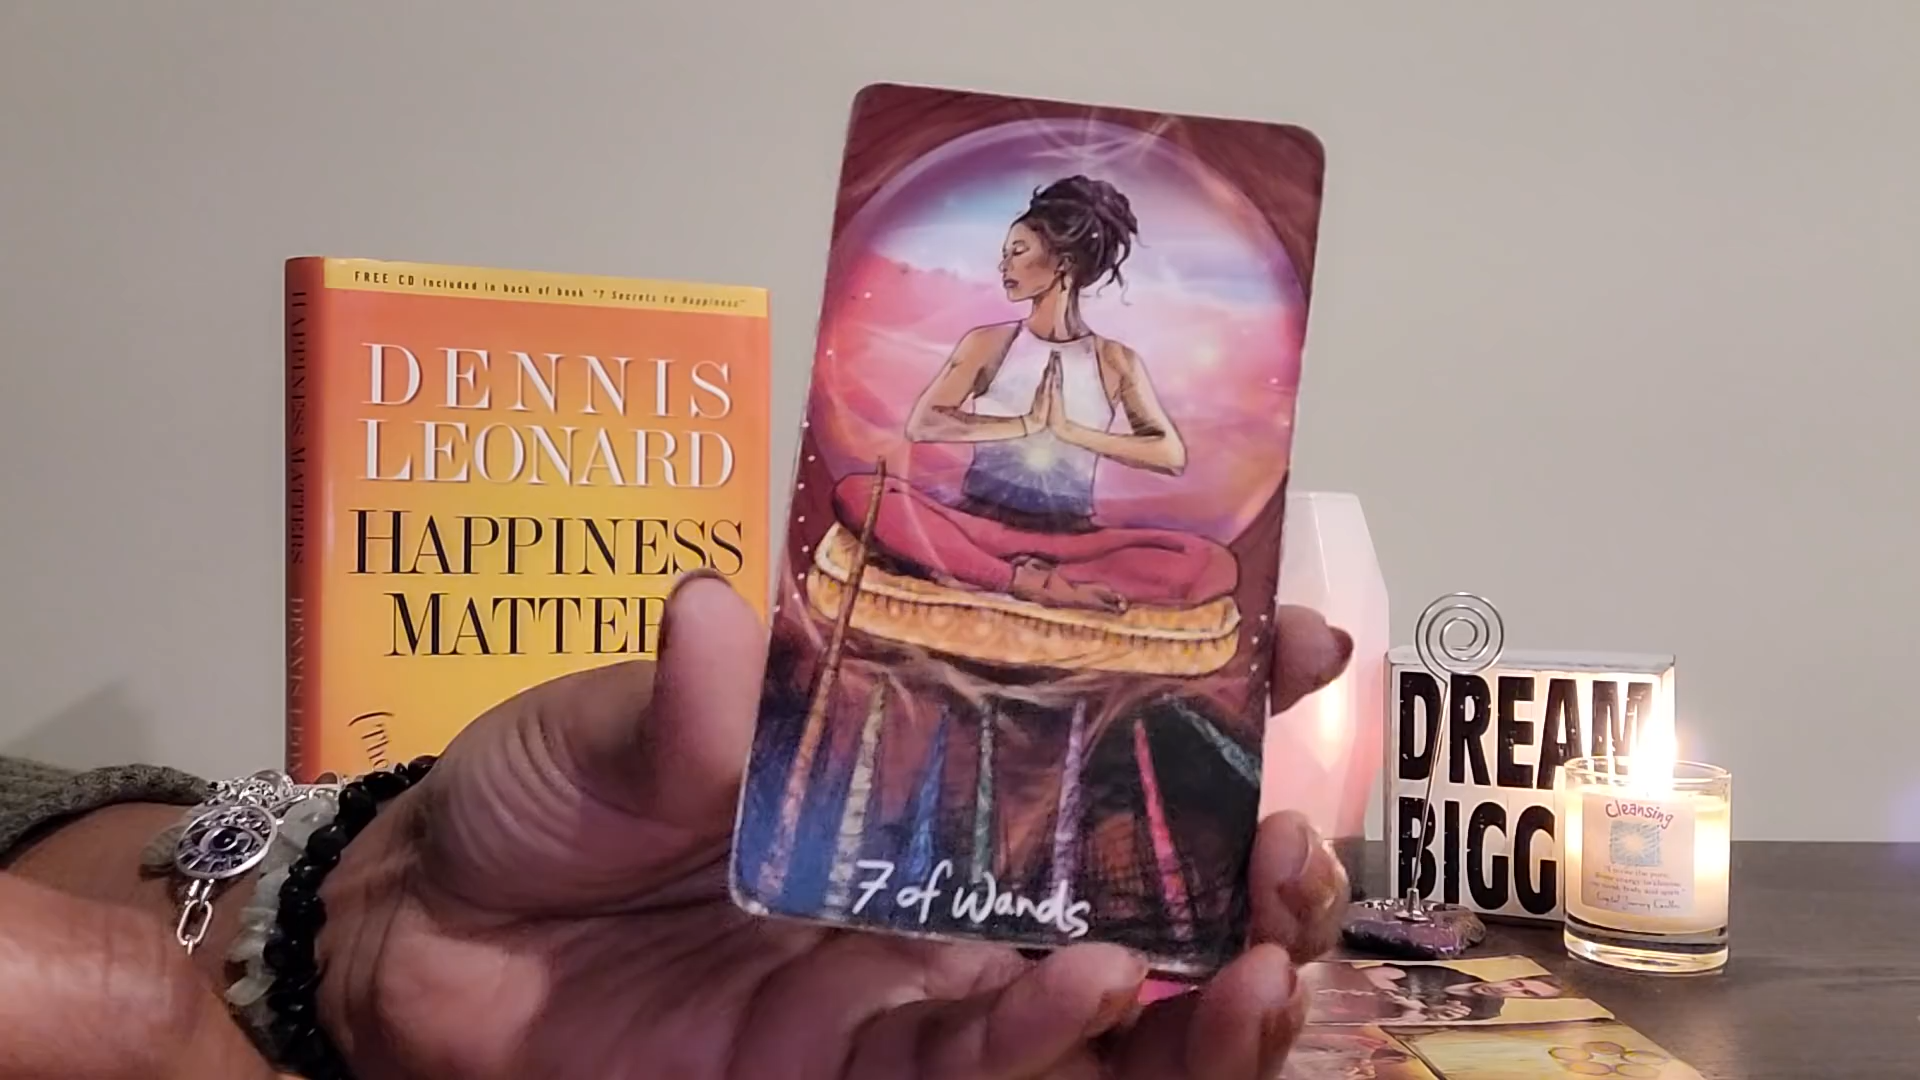 FREE CD Included in back of book "7 Secrets to Happiness"
DENNIS
LEONARD
HAPPINESS
MATTER
HAPPINESS MATTERS
DENNIS LEON
7 of Wands
DREAM
BIGG
Cleansing